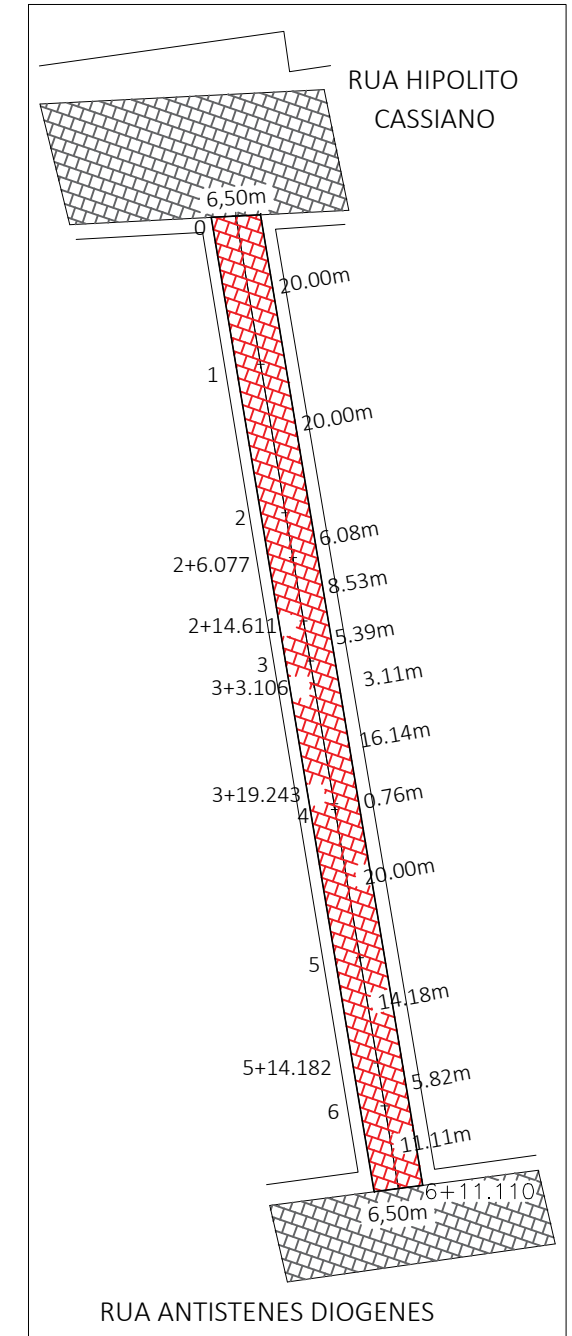 RUA HIPOLITO
CASSIANO
6,50m
0
20.00m
1
20.00m
2
6.08m
2+6.077
8.53m
2+14.611
5.39m
3
3.11m
3+3.106
16.14m
3+19.243
0.76m
4
20.00m
5
14.18m
5+14.182
5.82m
6
11.11m
6+11.110
6,50m
RUA ANTISTENES DIOGENES